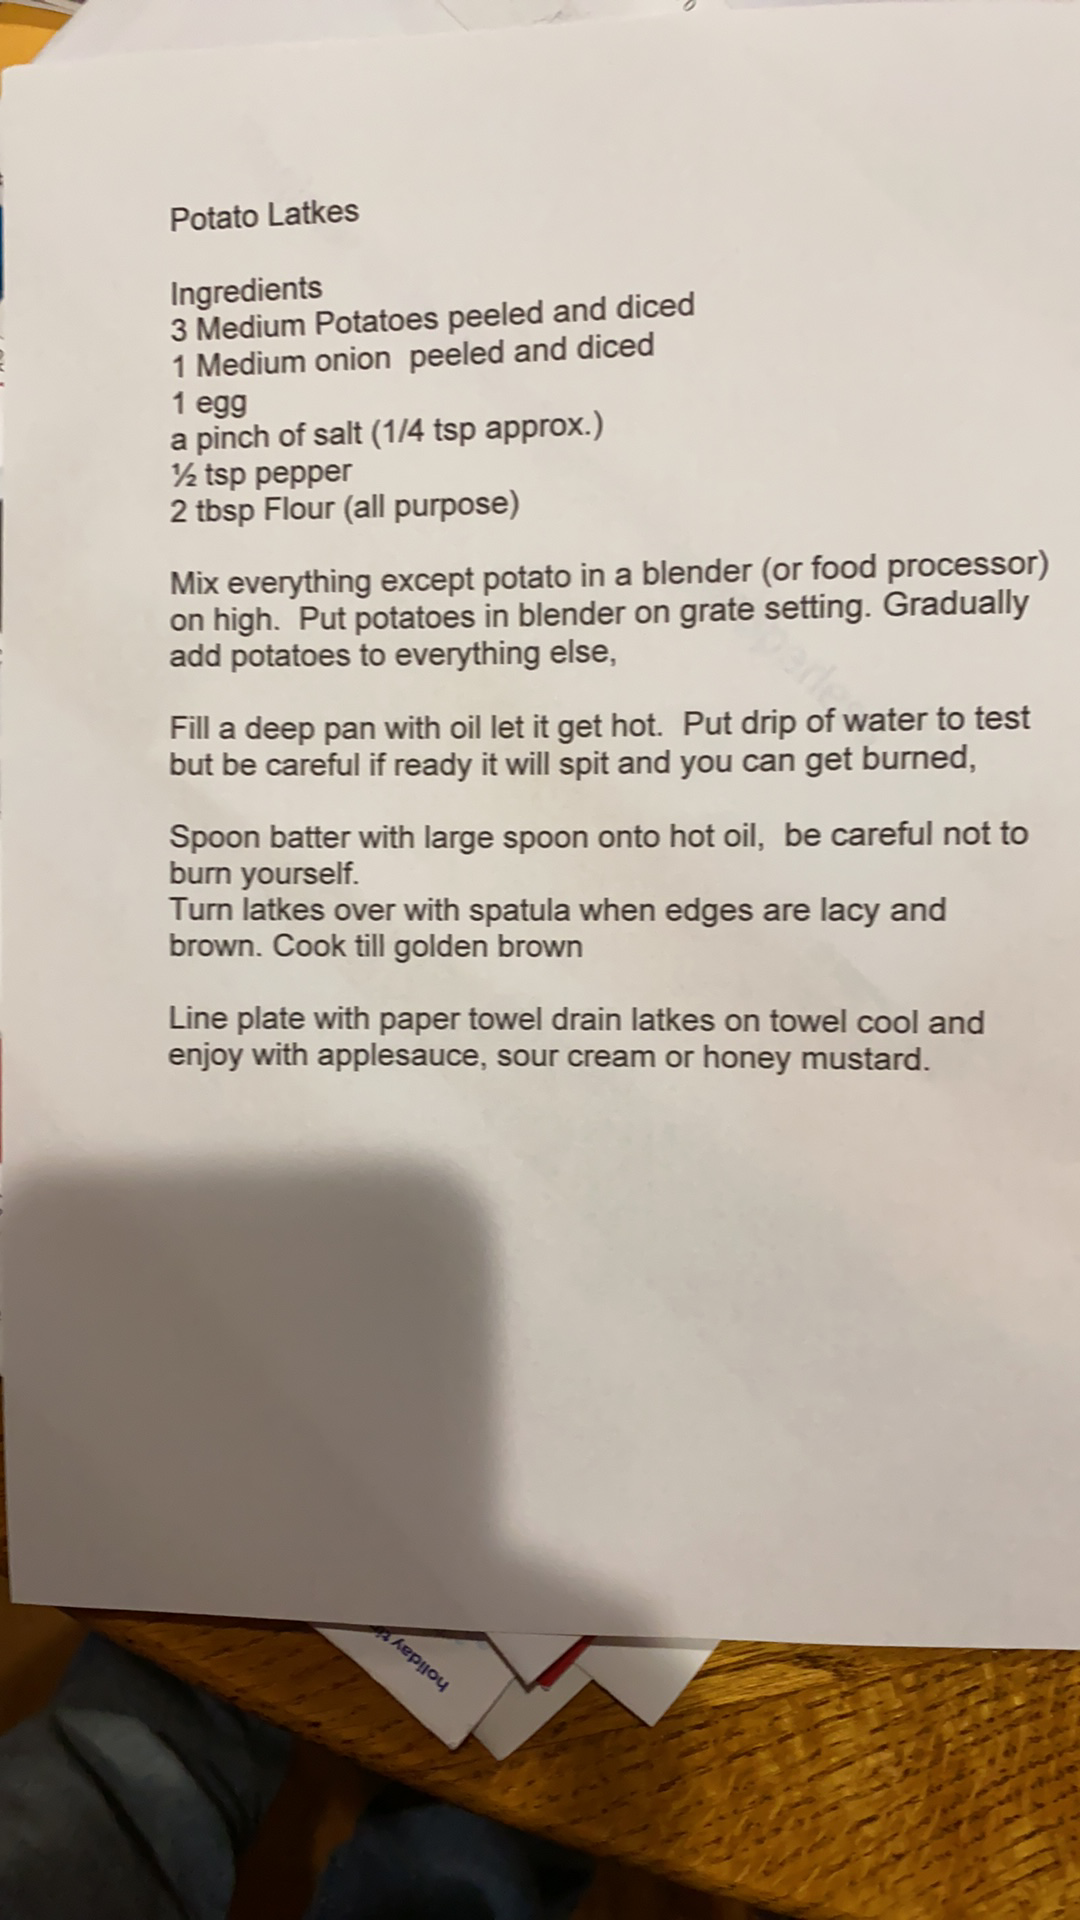 Potato Latkes
Ingredients
3 Medium Potatoes peeled and diced
1 Medium onion  peeled and diced
1 egg
a pinch of salt (1/4 tsp approx.)
½ tsp pepper
2 tbsp Flour (all purpose)
Mix everything except potato in a blender (or food processor)
on high.  Put potatoes in blender on grate setting. Gradually
add potatoes to everything else,
Fill a deep pan with oil let it get hot.  Put drip of water to test
but be careful if ready it will spit and you can get burned,
Spoon batter with large spoon onto hot oil,  be careful not to
burn yourself.
Turn latkes over with spatula when edges are lacy and
brown. Cook till golden brown
Line plate with paper towel drain latkes on towel cool and
enjoy with applesauce, sour cream or honey mustard.
holiday